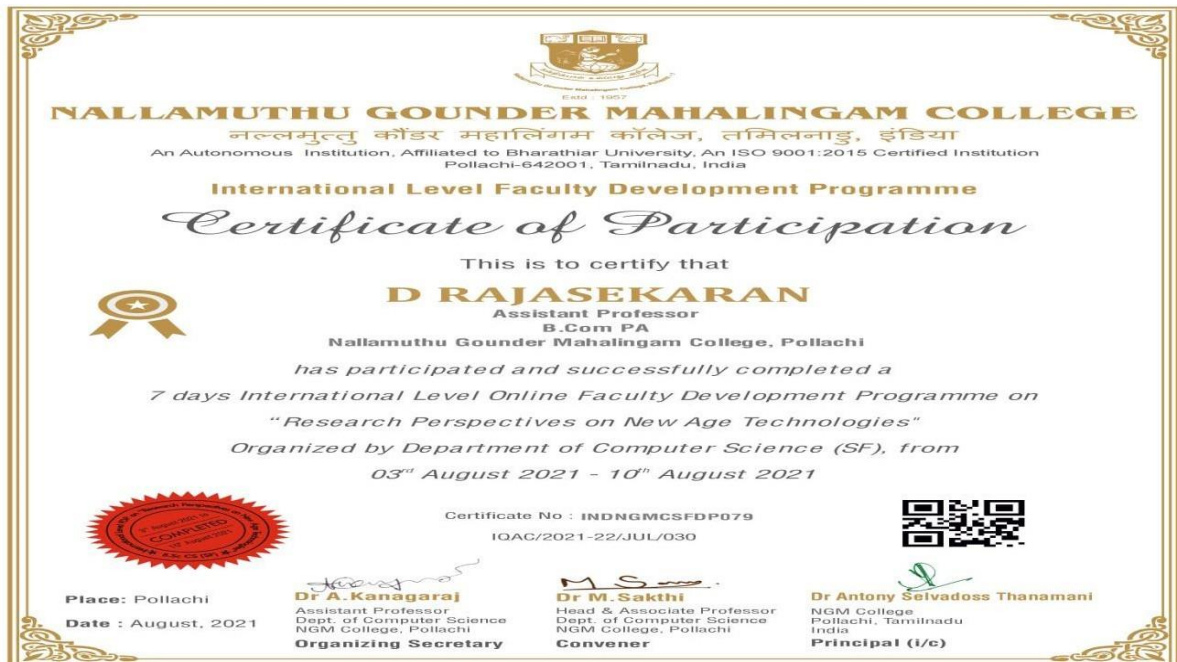 Estd : 1957
NALLAMUTHU GOUNDER MAHALINGAM COLLEGE
नल्लमुत्तु कौंडर महालिंगम कॉलेज, तमिलनाडु, इंडिया
An Autonomous Institution, Affiliated to Bharathiar University, An ISO 9001:2015 Certified Institution
Pollachi-642001, Tamilnadu, India
International Level Faculty Development Programme
Certificate of Participation
This is to certify that
D RAJASEKARAN
Assistant Professor
B.Com PA
Nallamuthu Gounder Mahalingam College, Pollachi
has participated and successfully completed a
7 days International Level Online Faculty Development Programme on
“Research Perspectives on New Age Technologies"
Organized by Department of Computer Science (SF), from
03rd August 2021 - 10th August 2021
COMPLETED
Certificate No : INDNGMCSFDP079
IQAC/2021-22/JUL/030
Place: Pollachi
Date : August, 2021
Dr A.Kanagaraj
Assistant Professor
Dept. of Computer Science
NGM College, Pollachi
Organizing Secretary
Dr M.Sakthi
Head & Associate Professor
Dept. of Computer Science
NGM College, Pollachi
Convener
Dr Antony Selvadoss Thanamani
NGM College
Pollachi, Tamilnadu
India
Principal (i/c)